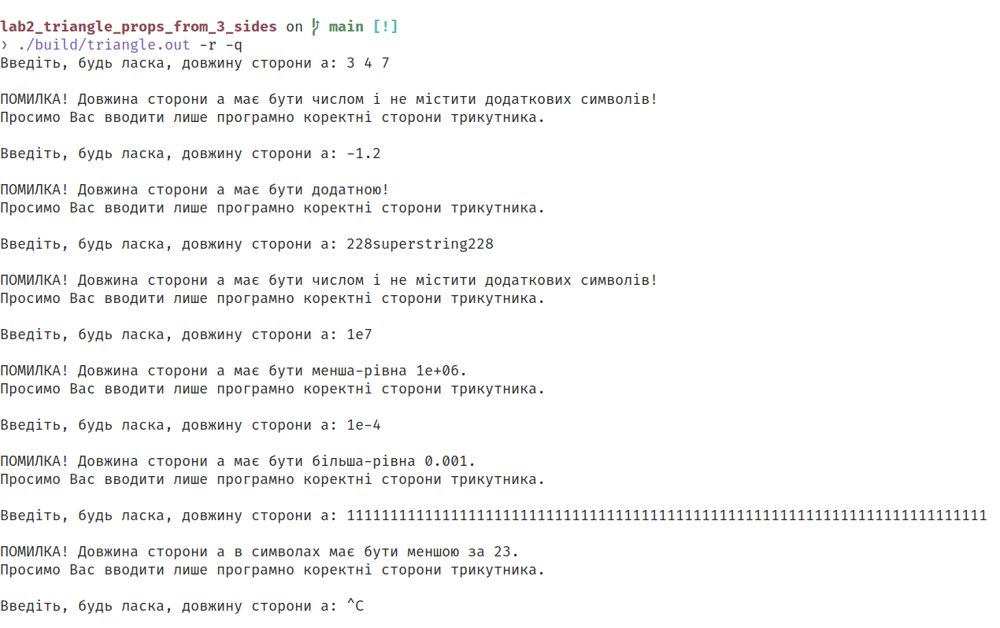 lab2_triangle_props_from_3_sides on main [!]
❯ ./build/triangle.out -r -q
Введіть, будь ласка, довжину сторони a: 3 4 7
ПОМИЛКА! Довжина сторони a має бути числом і не містити додаткових символів!
Просимо Вас вводити лише програмно коректні сторони трикутника.
Введіть, будь ласка, довжину сторони a: -1.2
ПОМИЛКА! Довжина сторони a має бути додатною!
Просимо Вас вводити лише програмно коректні сторони трикутника.
Введіть, будь ласка, довжину сторони a: 228superstring228
ПОМИЛКА! Довжина сторони a має бути числом і не містити додаткових символів!
Просимо Вас вводити лише програмно коректні сторони трикутника.
Введіть, будь ласка, довжину сторони a: 1e7
ПОМИЛКА! Довжина сторони a має бути менша-рівна 1e+06.
Просимо Вас вводити лише програмно коректні сторони трикутника.
Введіть, будь ласка, довжину сторони a: 1e-4
ПОМИЛКА! Довжина сторони a має бути більша-рівна 0.001.
Просимо Вас вводити лише програмно коректні сторони трикутника.
Введіть, будь ласка, довжину сторони a: 11111111111111111111111111111111111111111111111111111111111111111111111111
ПОМИЛКА! Довжина сторони a в символах має бути меншою за 23.
Просимо Вас вводити лише програмно коректні сторони трикутника.
Введіть, будь ласка, довжину сторони a: ^C